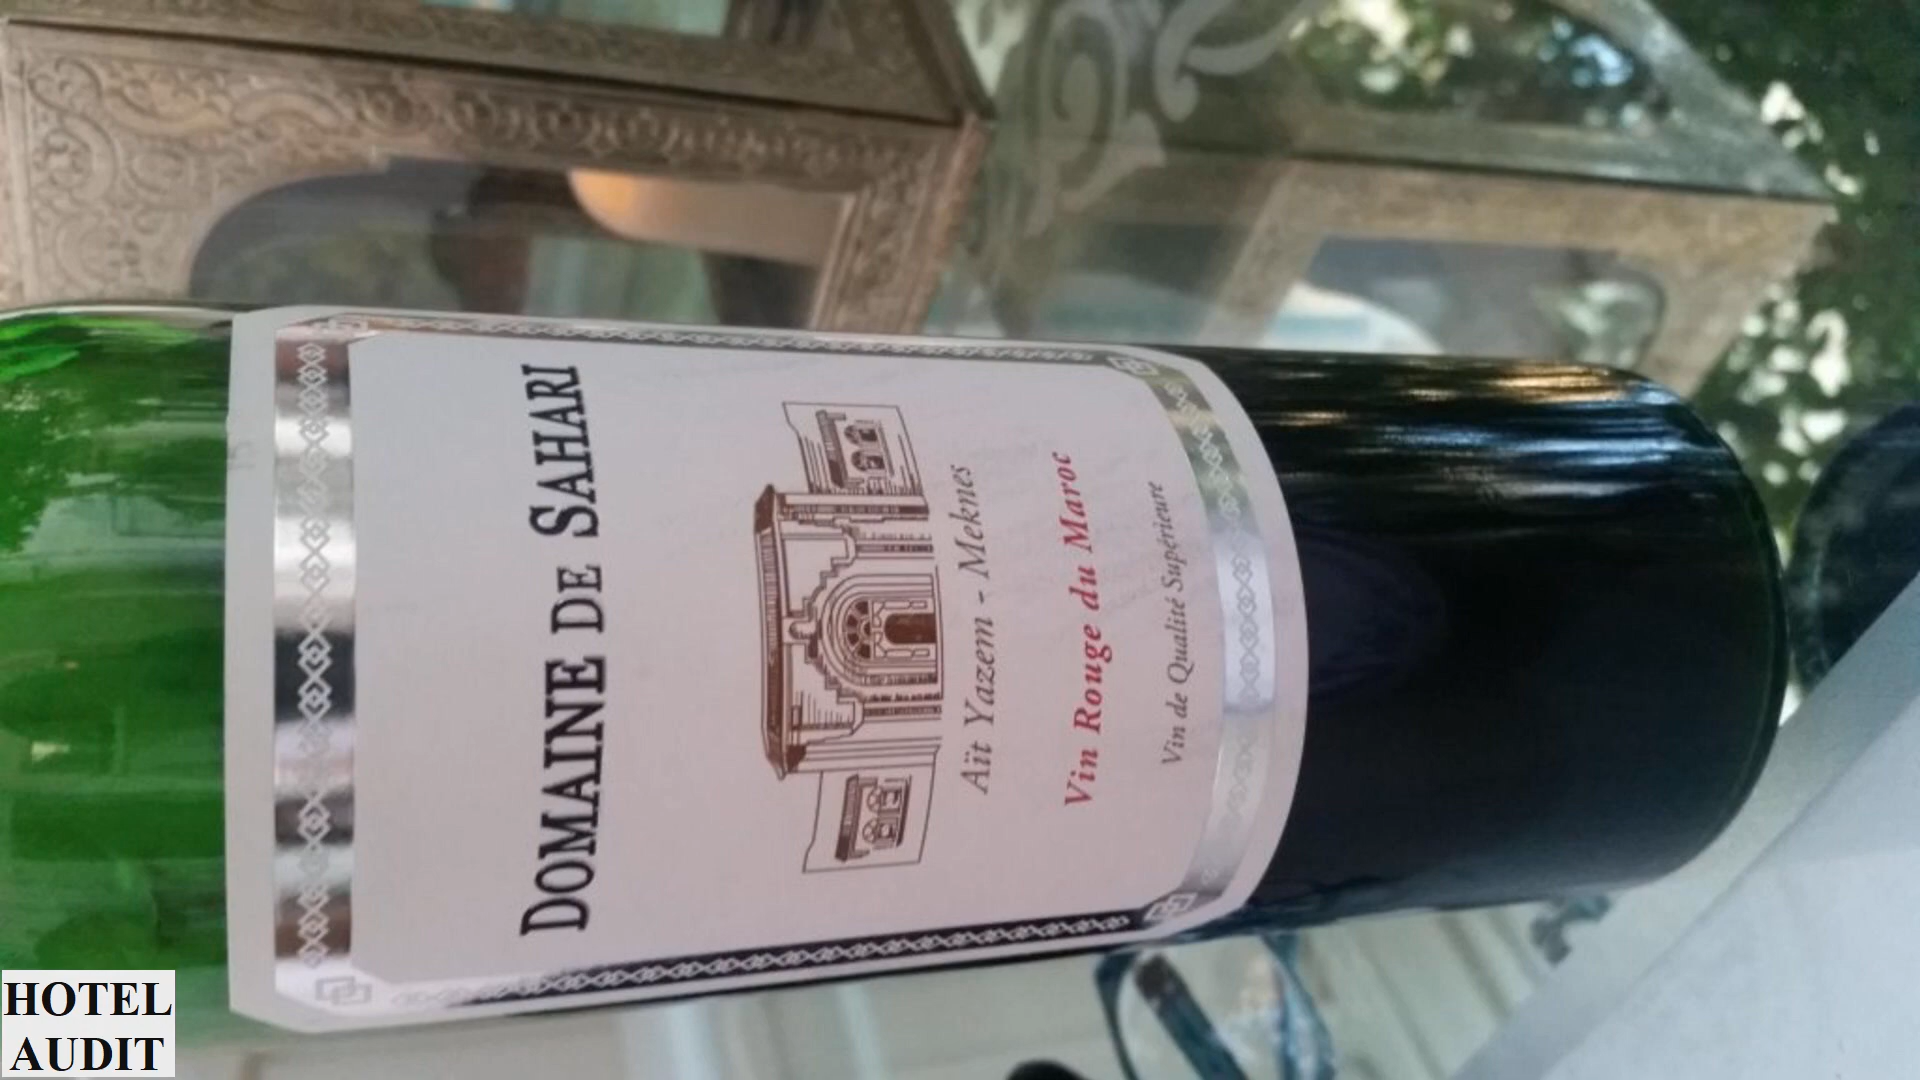 DOMAINE DE SAHARI
Aït Yazem - Meknes
Vin Rouge du Maroc
Vin de Qualité Supérieure
HOTEL
AUDIT